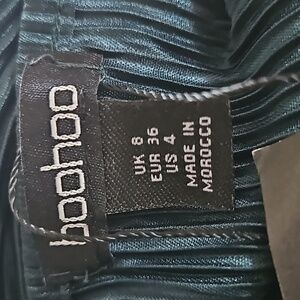 boohoo
UK 8
EUR 36
US 4
MADE IN
MOROCCO